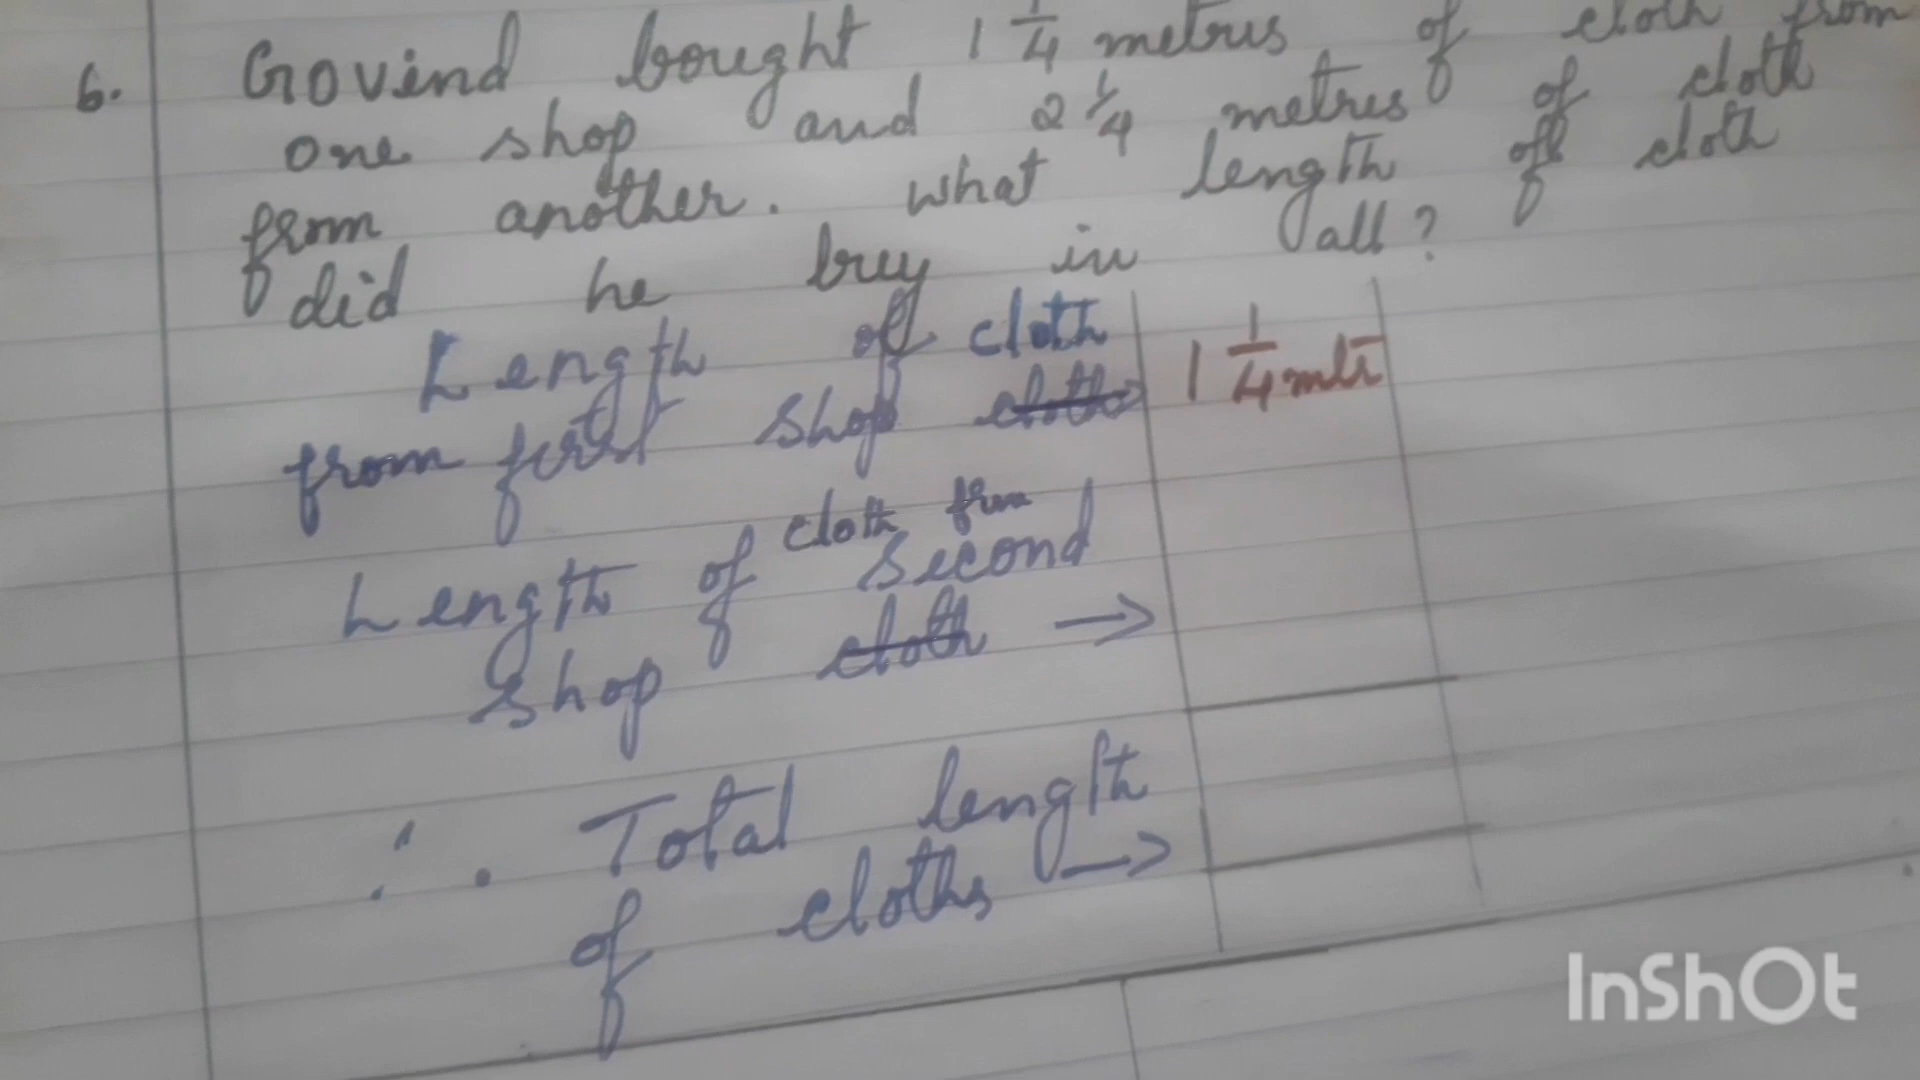 6. Govind bought 1 1/4 metres of cloth from
one shop and 2 1/4 metres of cloth
from another. what length of cloth
did he buy in all?
Length of cloth
from first shop cloth 1 1/4 mtr
Length of cloth from second
shop cloth →
∴ Total length
of cloths →
InShOt